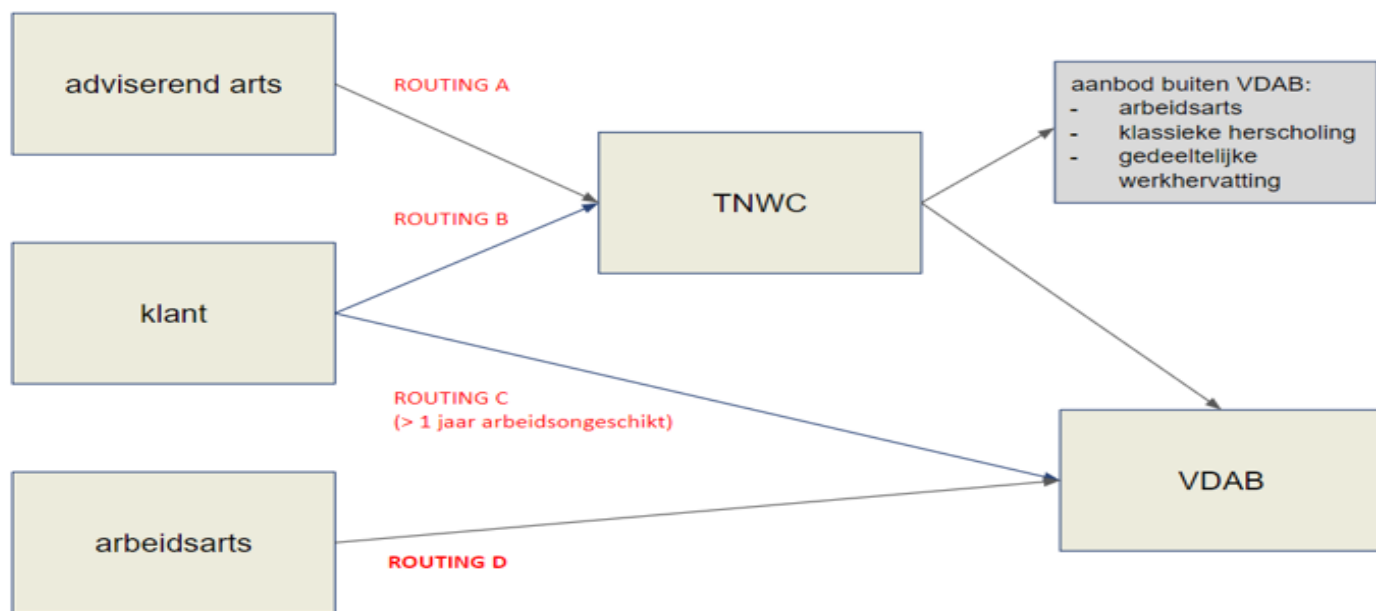 adviserend arts
ROUTING A
aanbod buiten VDAB:
- arbeidsarts
- klassieke herscholing
- gedeeltelijke
werkhervatting
TNWC
ROUTING B
klant
ROUTING C
(> 1 jaar arbeidsongeschikt)
VDAB
arbeidsarts
ROUTING D